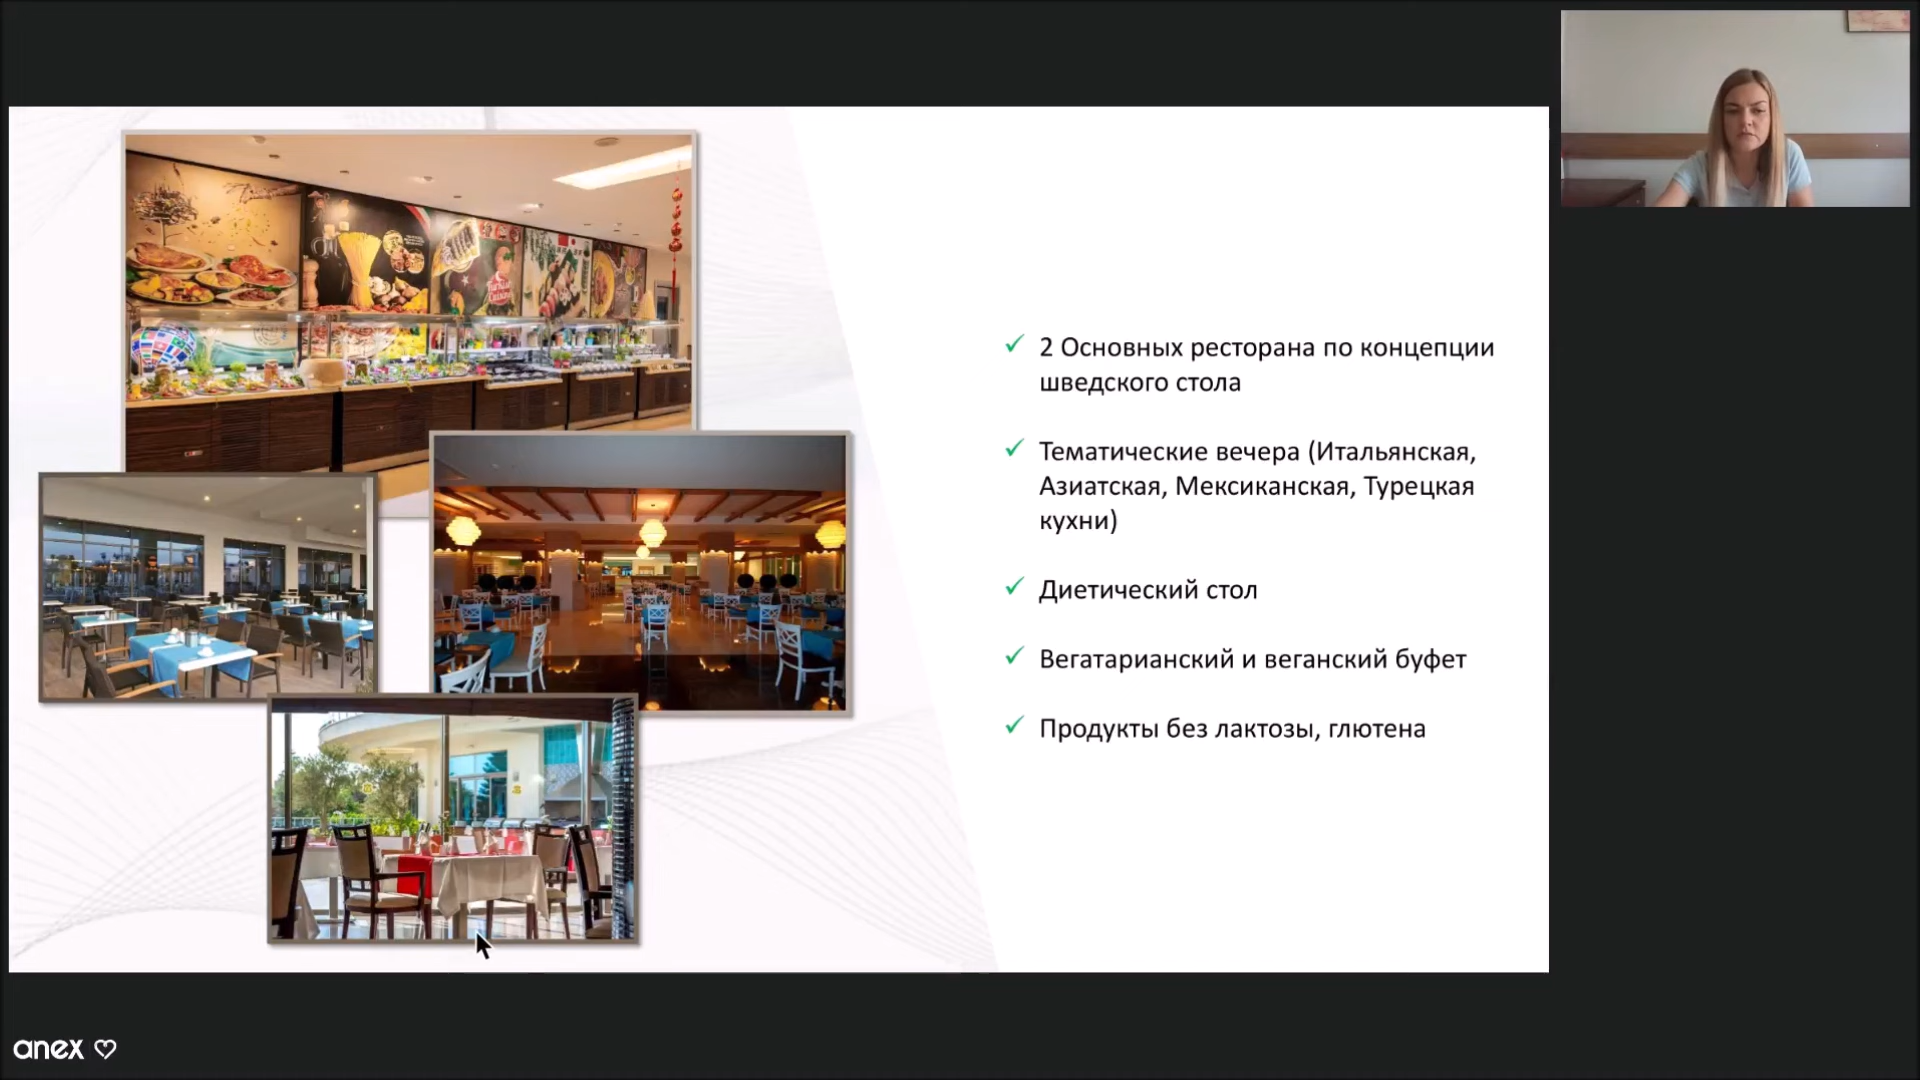 2 Основных ресторана по концепции
шведского стола
Тематические вечера (Итальянская,
Азиатская, Мексиканская, Турецкая
кухни)
Диетический стол
Вегатарианский и веганский буфет
Продукты без лактозы, глютена
anex